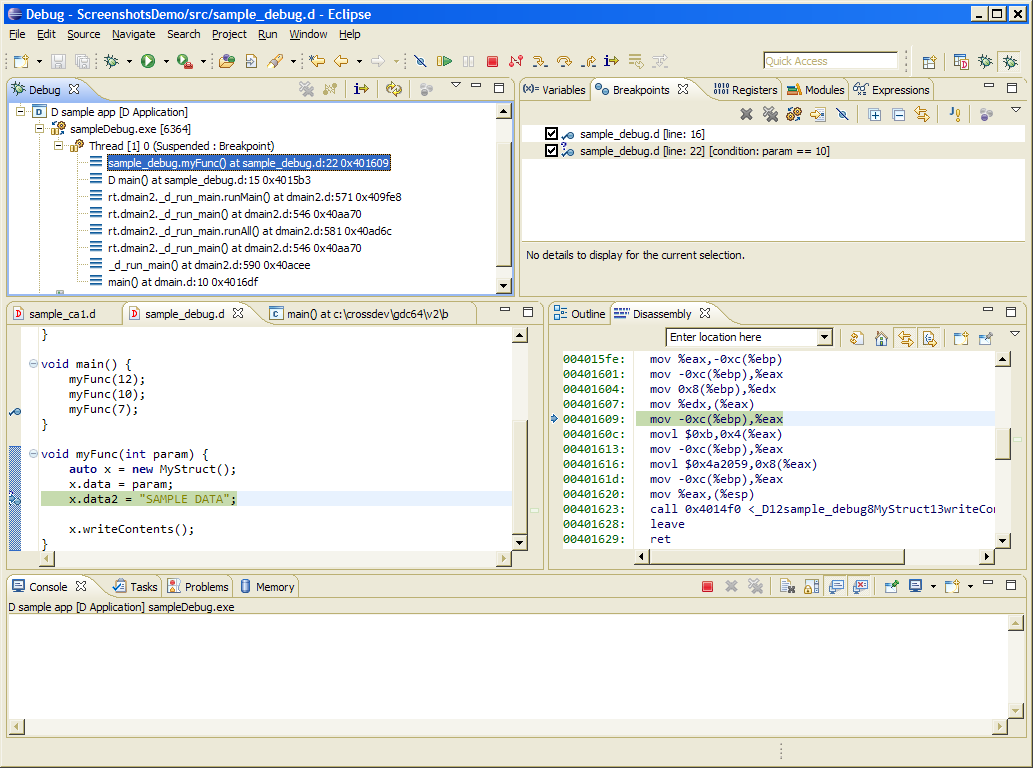 Debug - ScreenshotsDemo/src/sample_debug.d - Eclipse
File Edit Source Navigate Search Project Run Window Help
Quick Access
Debug
D sample app [D Application]
sampleDebug.exe [6364]
Thread [1] 0 (Suspended : Breakpoint)
sample_debug.myFunc() at sample_debug.d:22 0x401609
D main() at sample_debug.d:15 0x4015b3
rt.dmain2._d_run_main.runMain() at dmain2.d:571 0x409fe8
rt.dmain2._d_run_main() at dmain2.d:546 0x40aa70
rt.dmain2._d_run_main.runAll() at dmain2.d:581 0x40ad6c
rt.dmain2._d_run_main() at dmain2.d:546 0x40aa70
_d_run_main() at dmain2.d:590 0x40acee
main() at dmain.d:10 0x4016df
(x)= Variables Breakpoints Registers Modules Expressions
sample_debug.d [line: 16]
sample_debug.d [line: 22] [condition: param == 10]
No details to display for the current selection.
sample_ca1.d sample_debug.d main() at c:\crossdev\gdc64\v2\b
}
void main() {
myFunc(12);
myFunc(10);
myFunc(7);
}
void myFunc(int param) {
auto x = new MyStruct();
x.data = param;
x.data2 = "SAMPLE DATA";
x.writeContents();
}
Outline Disassembly
Enter location here
004015fe: mov %eax,-0xc(%ebp)
00401601: mov -0xc(%ebp),%eax
00401604: mov 0x8(%ebp),%edx
00401607: mov %edx,(%eax)
00401609: mov -0xc(%ebp),%eax
0040160c: movl $0xb,0x4(%eax)
00401613: mov -0xc(%ebp),%eax
00401616: movl $0x4a2059,0x8(%eax)
0040161d: mov -0xc(%ebp),%eax
00401620: mov %eax,(%esp)
00401623: call 0x4014f0 <_D12sample_debug8MyStruct13writeCor
00401628: leave
00401629: ret
Console Tasks Problems Memory
D sample app [D Application] sampleDebug.exe